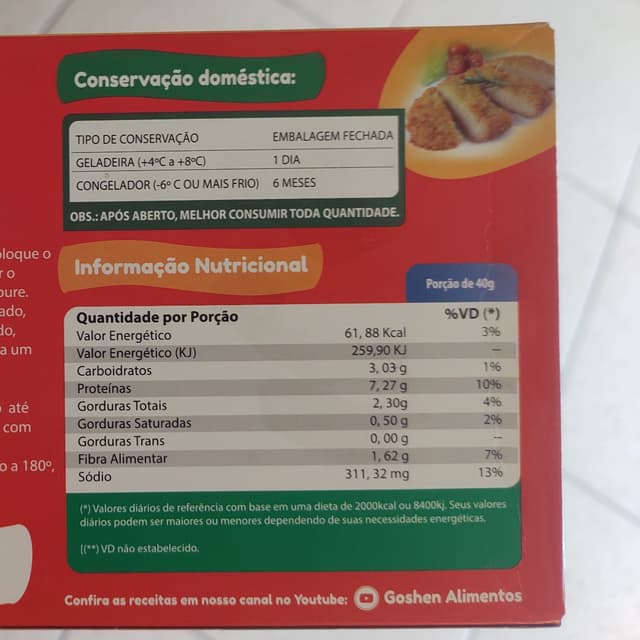 Conservação doméstica:
TIPO DE CONSERVAÇÃO EMBALAGEM FECHADA
GELADEIRA (+4ºC a +8ºC) 1 DIA
CONGELADOR (-6º C OU MAIS FRIO) 6 MESES
OBS.: APÓS ABERTO, MELHOR CONSUMIR TODA QUANTIDADE.
o
r o
ado,
do,
a um
até
com
o a 180º,
Informação Nutricional
Porção de 40g
Quantidade por Porção %VD (*)
Valor Energético 61, 88 Kcal 3%
Valor Energético (KJ) 259,90 KJ --
Carboidratos 3, 03 g 1%
Proteínas 7, 27 g 10%
Gorduras Totais 2, 30g 4%
Gorduras Saturadas 0, 50 g 2%
Gorduras Trans 0, 00 g --
Fibra Alimentar 1, 62 g 7%
Sódio 311, 32 mg 13%
(*) Valores diários de referência com base em uma dieta de 2000kcal ou 8400kj. Seus valores
diários podem ser maiores ou menores dependendo de suas necessidades energéticas.
[(**) VD não estabelecido.
Confira as receitas em nosso canal no Youtube: Goshen Alimentos